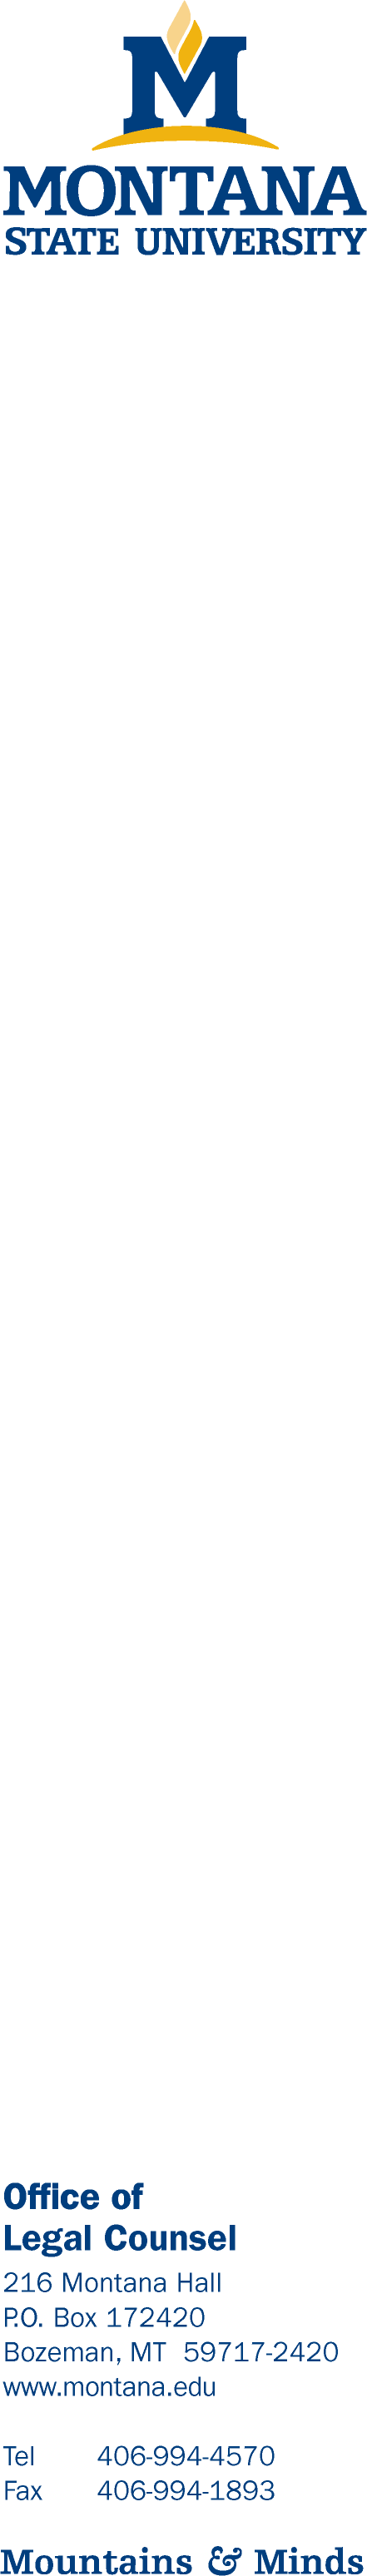 M
MONTANA
STATE UNIVERSITY
Office of
Legal Counsel
216 Montana Hall
P.O. Box 172420
Bozeman, MT  59717-2420
www.montana.edu
Tel 406-994-4570
Fax 406-994-1893
Mountains & Minds